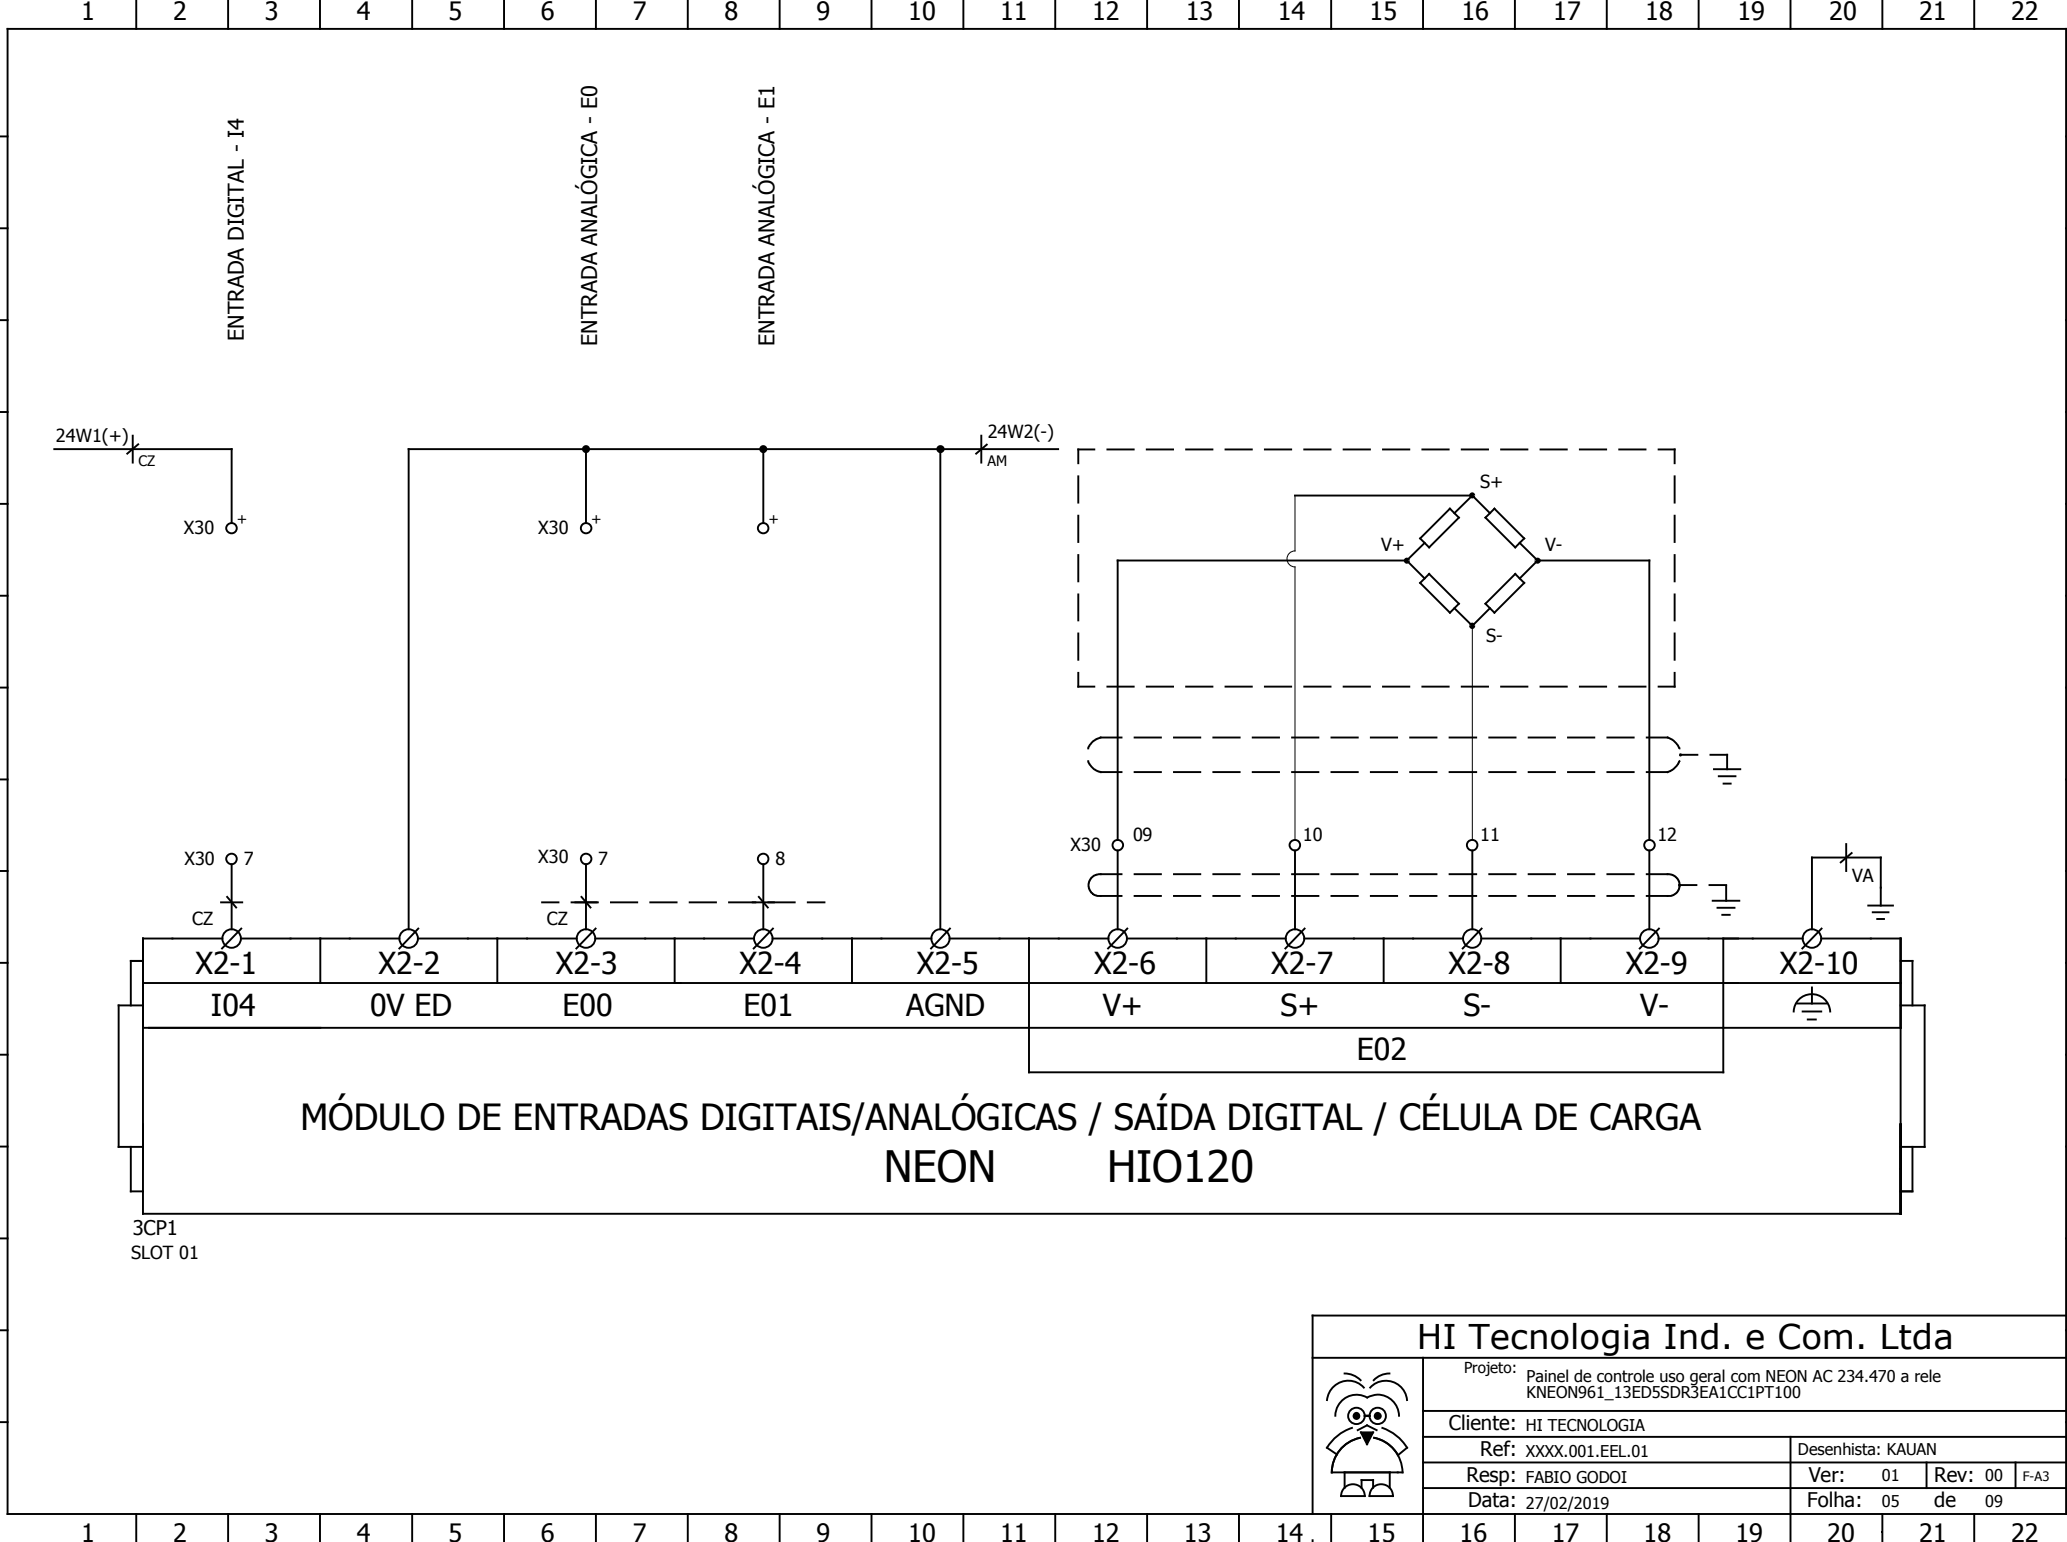 1 2 3 4 5 6 7 8 9 10 11 12 13 14 15 16 17 18 19 20 21 22
ENTRADA DIGITAL - I4
ENTRADA ANALÓGICA - E0
ENTRADA ANALÓGICA - E1
24W1(+)
CZ
24W2(-)
AM
X30 +
X30 +
+
S+
V+
V-
S-
X30 7
X30 7
8
X30 09
10
11
12
CZ
CZ
VA
X2-1 X2-2 X2-3 X2-4 X2-5 X2-6 X2-7 X2-8 X2-9 X2-10
I04 0V ED E00 E01 AGND V+ S+ S- V-
E02
MÓDULO DE ENTRADAS DIGITAIS/ANALÓGICAS / SAÍDA DIGITAL / CÉLULA DE CARGA
NEON HIO120
3CP1
SLOT 01
HI Tecnologia Ind. e Com. Ltda
Projeto: Painel de controle uso geral com NEON AC 234.470 a rele
KNEON961_13ED5SDR3EA1CC1PT100
Cliente: HI TECNOLOGIA
Ref: XXXX.001.EEL.01 Desenhista: KAUAN
Resp: FABIO GODOI Ver: 01 Rev: 00 F-A3
Data: 27/02/2019 Folha: 05 de 09
1 2 3 4 5 6 7 8 9 10 11 12 13 14 15 16 17 18 19 20 21 22